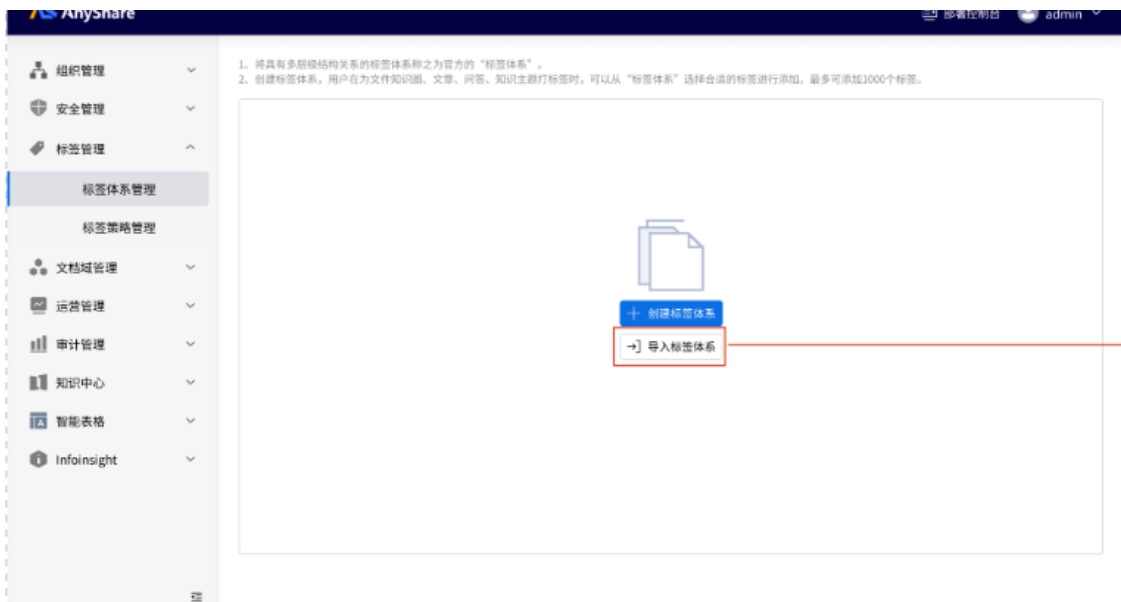 AnyShare
部署控制台
admin
组织管理
安全管理
标签管理
标签体系管理
标签策略管理
文档域管理
运营管理
审计管理
知识中心
智能表格
Infoinsight
1、将具有多层级结构关系的标签体系称之为官方的“标签体系”。
2、创建标签体系，用户在为文件知识圈、文章、问答、知识主题打标签时，可以从“标签体系”选择合适的标签进行添加。最多可添加1000个标签。
创建标签体系
导入标签体系